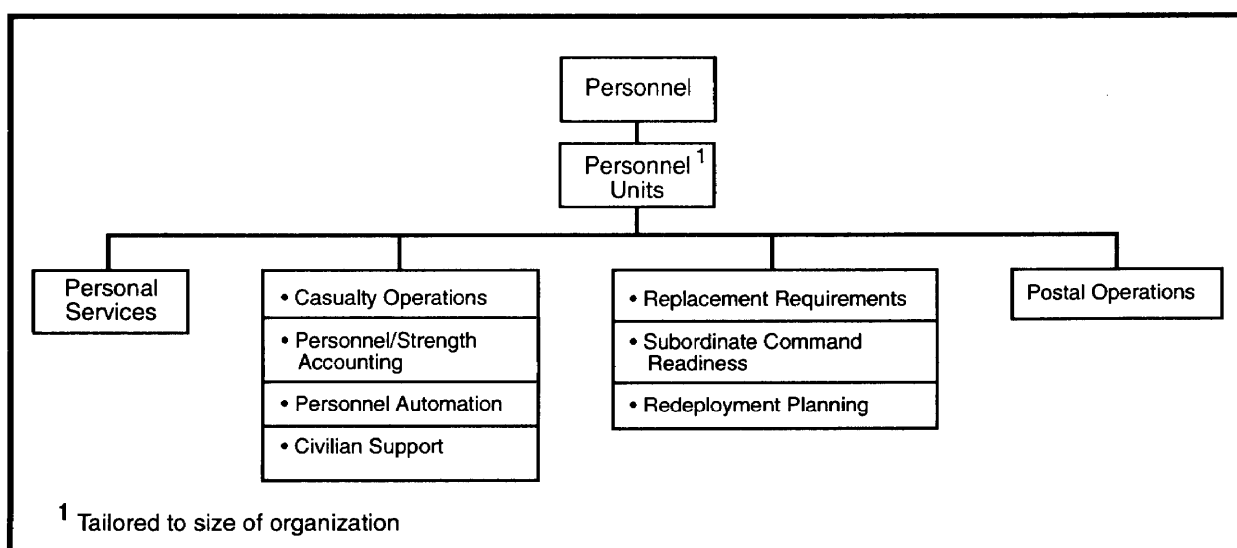 Personnel
Personnel 1
Units
Personal
Services
• Casualty Operations
• Personnel/Strength
Accounting
• Personnel Automation
• Civilian Support
• Replacement Requirements
• Subordinate Command
Readiness
• Redeployment Planning
Postal Operations
1 Tailored to size of organization